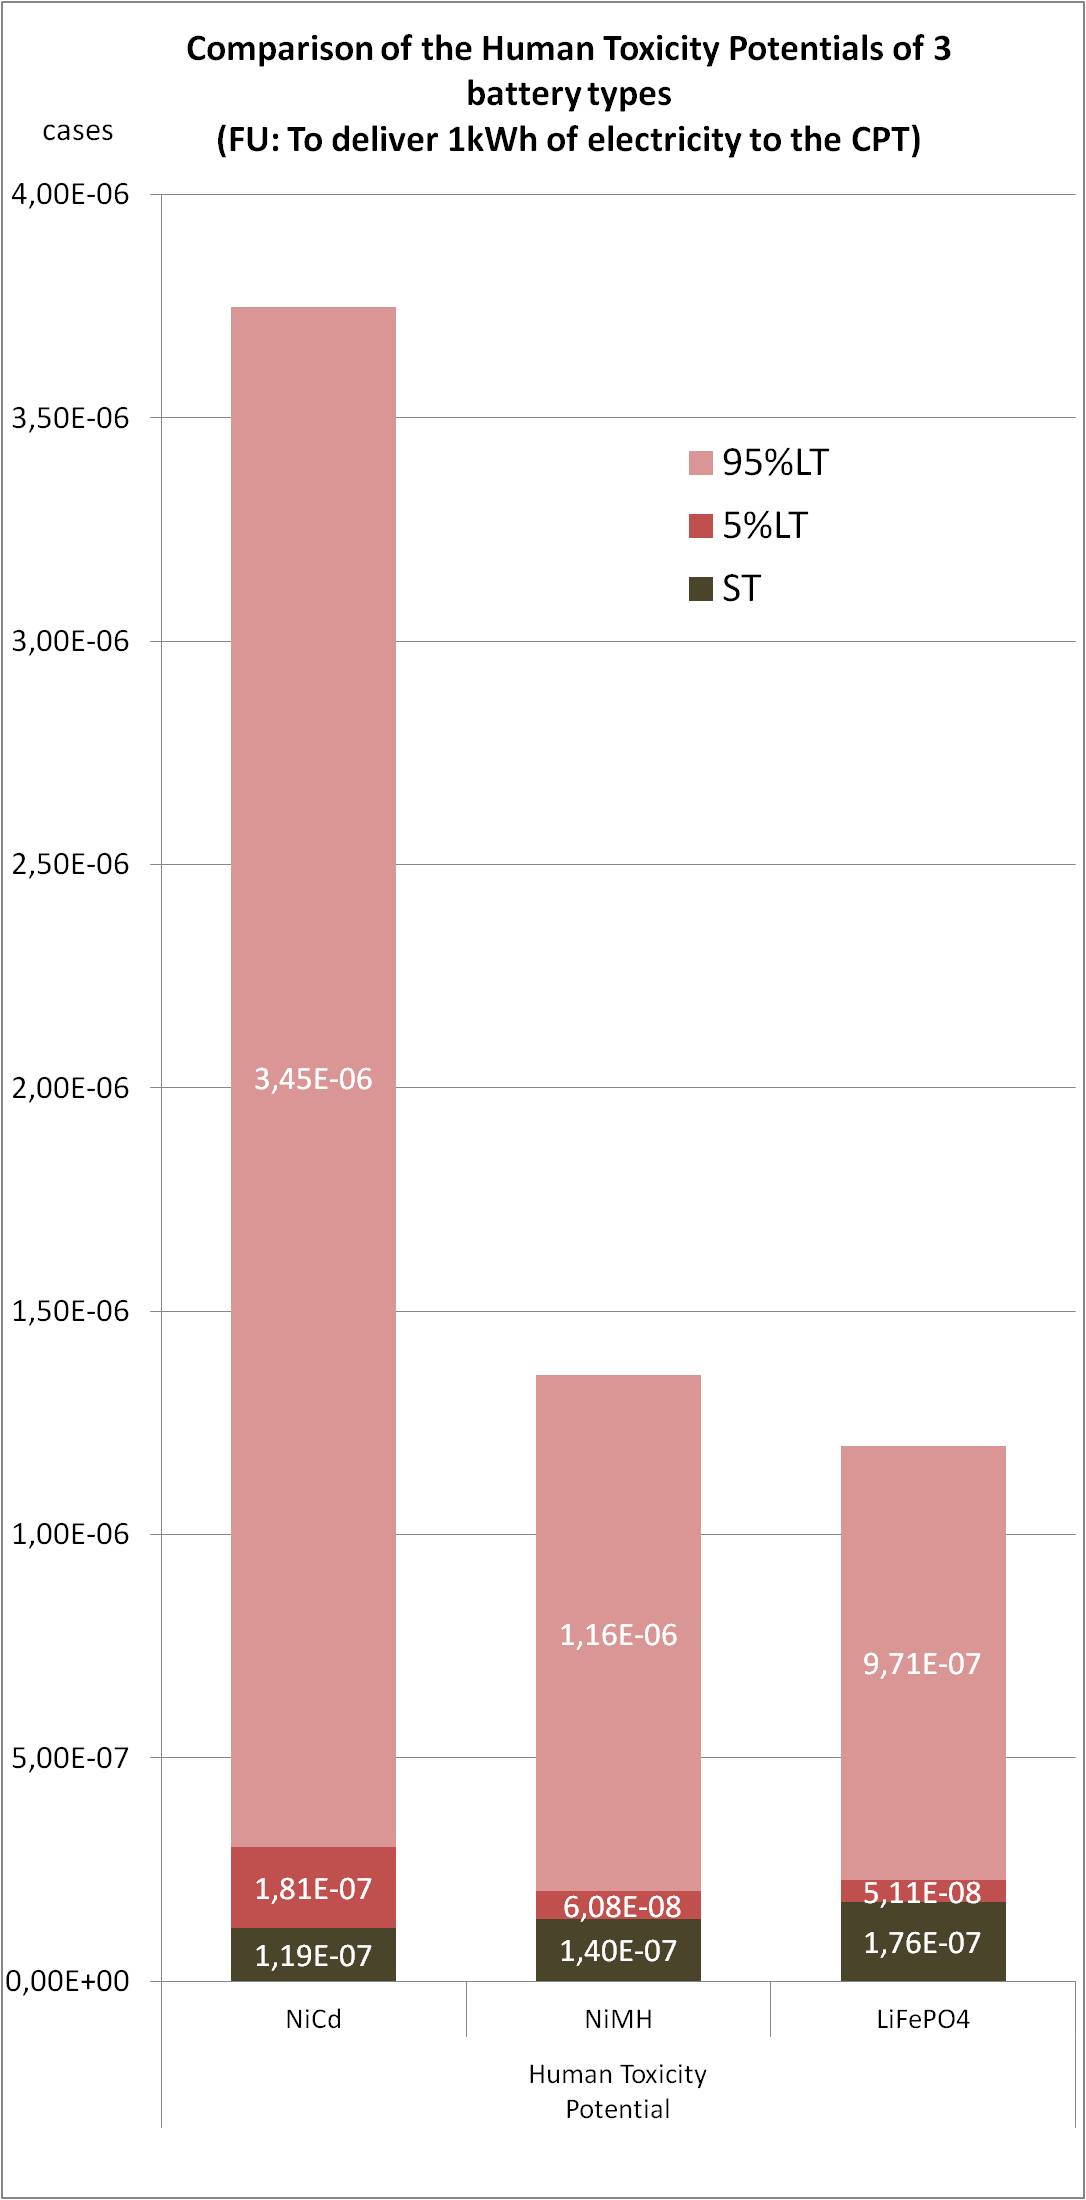 Comparison of the Human Toxicity Potentials of 3
battery types
(FU: To deliver 1kWh of electricity to the CPT)
cases
4,00E-06
3,50E-06
95%LT
5%LT
ST
3,00E-06
2,50E-06
2,00E-06
3,45E-06
1,50E-06
1,00E-06
1,16E-06
9,71E-07
5,00E-07
1,81E-07
6,08E-08
5,11E-08
1,19E-07
1,40E-07
1,76E-07
0,00E+00
NiCd
NiMH
LiFePO4
Human Toxicity
Potential